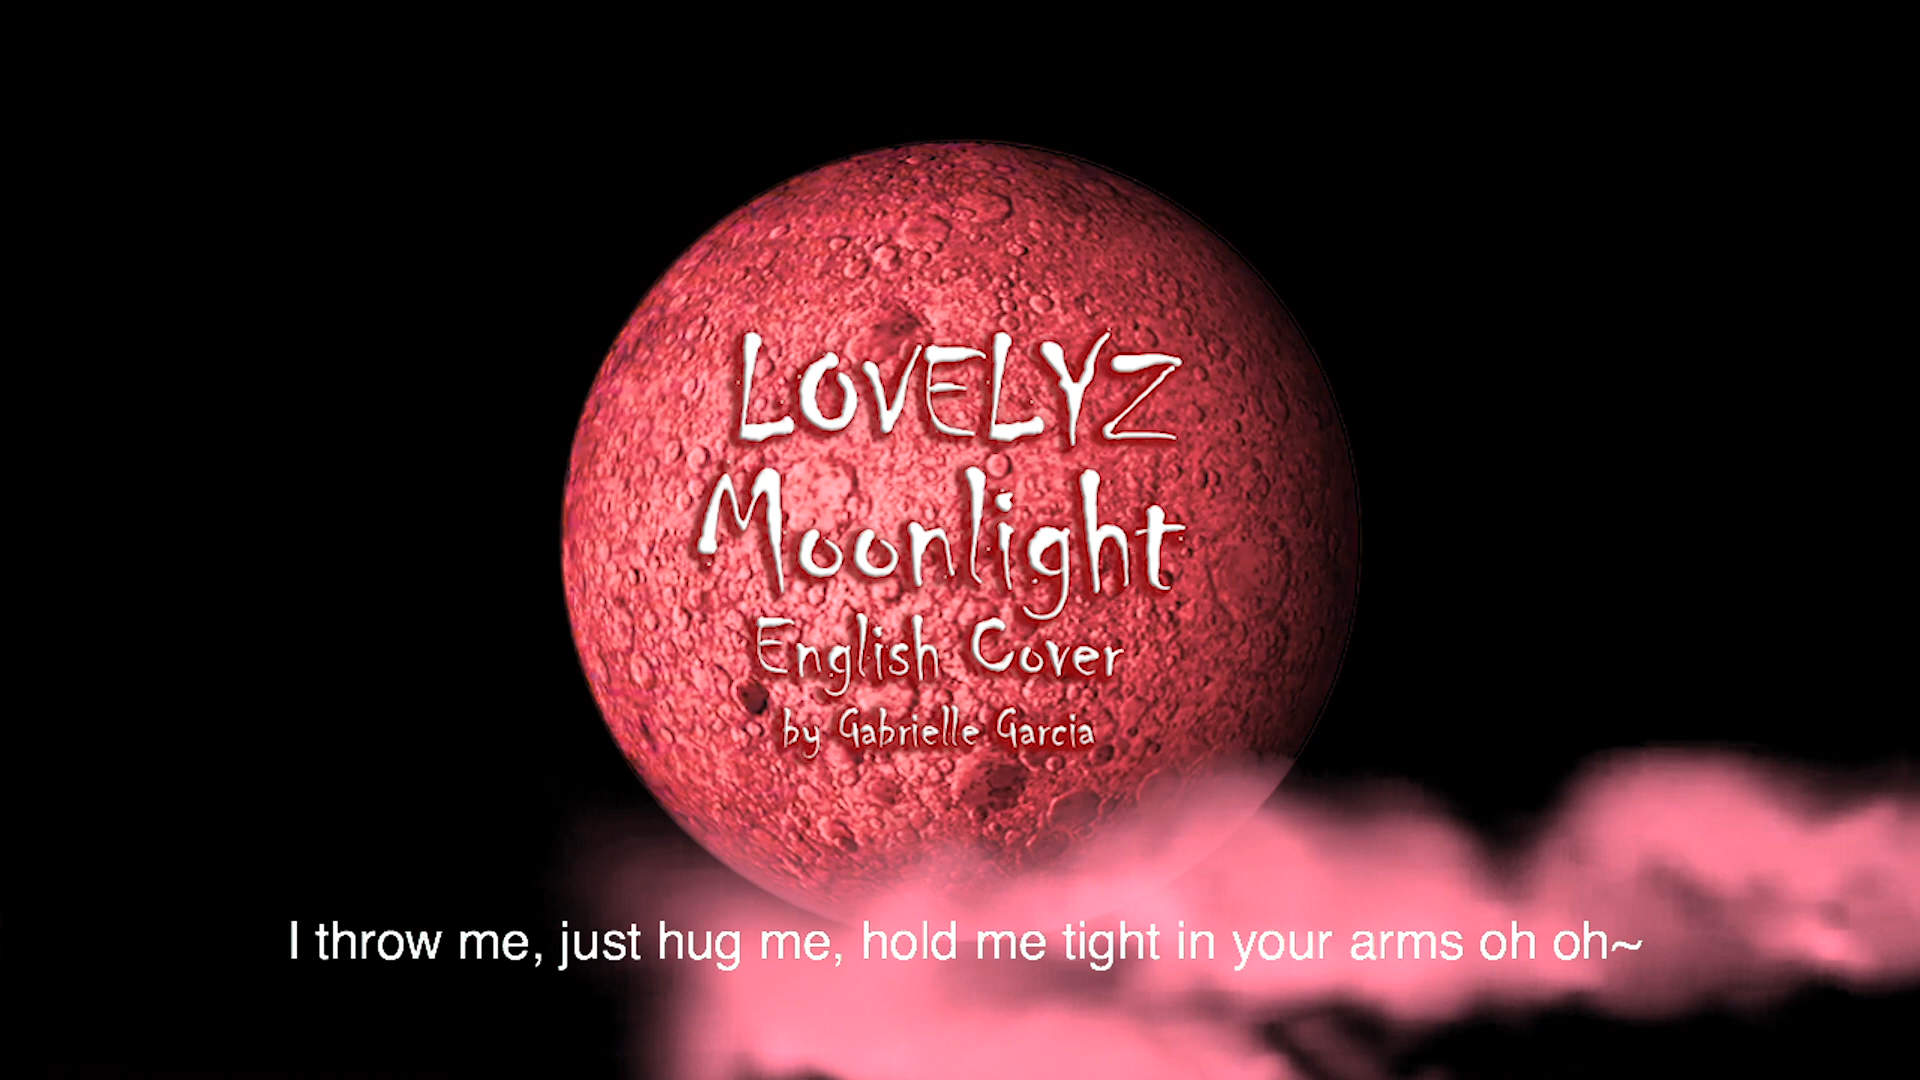 LOVELYZ
Moonlight
English Cover
by Gabrielle Garcia
I throw me, just hug me, hold me tight in your arms oh oh~